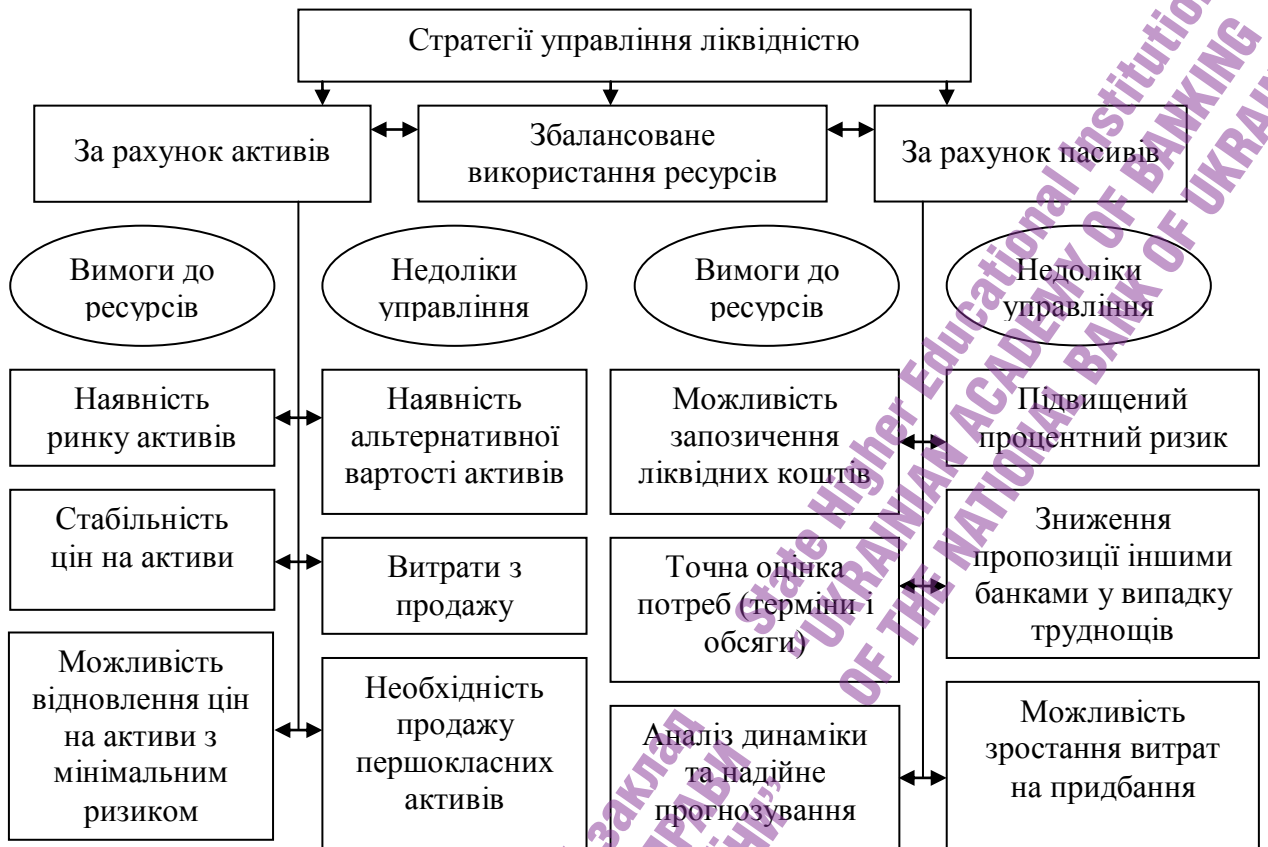 Стратегії управління ліквідністю
За рахунок активів
Збалансоване
використання ресурсів
За рахунок пасивів
Вимоги до
ресурсів
Недоліки
управління
Вимоги до
ресурсів
Недоліки
управління
Наявність
ринку активів
Наявність
альтернативної
вартості активів
Можливість
запозичення
ліквідних коштів
Підвищений
процентний ризик
Стабільність
цін на активи
Витрати з
продажу
Точна оцінка
потреб (терміни і
обсяги)
Зниження
пропозиції іншими
банками у випадку
труднощів
Можливість
відновлення цін
на активи з
мінімальним
ризиком
Необхідність
продажу
першокласних
активів
Аналіз динаміки
та надійне
прогнозування
Можливість
зростання витрат
на придбання
State Higher Educational Institution
"UKRAINIAN ACADEMY OF BANKING
OF THE NATIONAL BANK OF
заклад